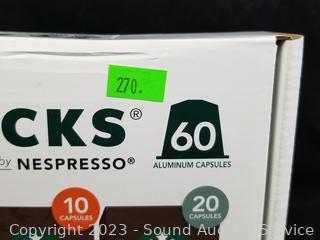 270.
CKS®
by NESPRESSO®
60
ALUMINUM CAPSULES
10
CAPSULES
20
CAPSULES
Copyright 2023 - Sound Auction Service